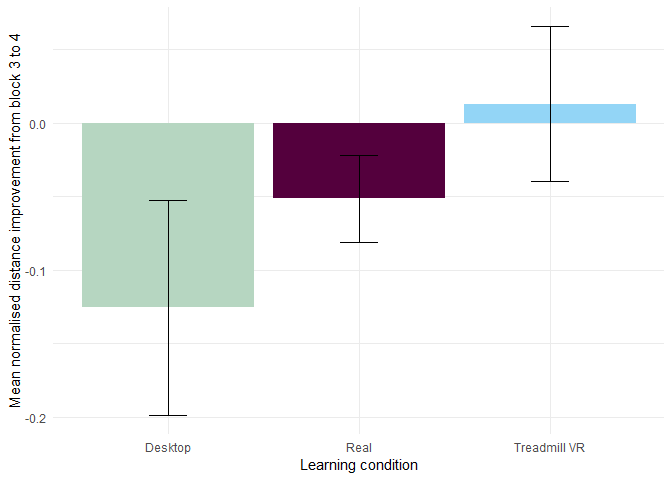 Mean normalised distance improvement from block 3 to 4
0.0
-0.1
-0.2
Desktop
Real
Treadmill VR
Learning condition